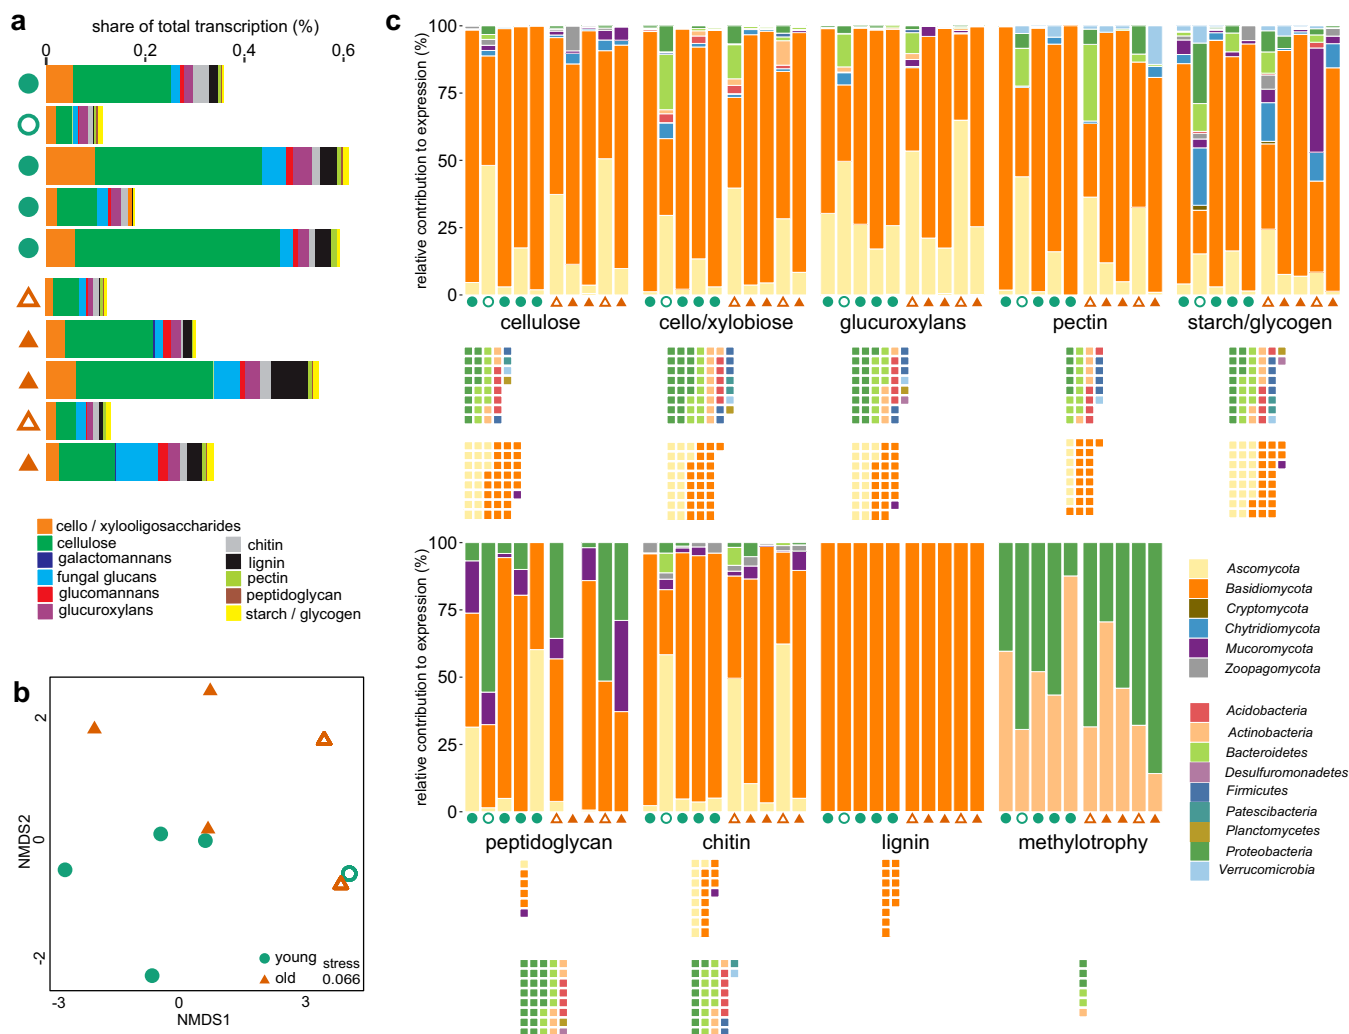 a
share of total transcription (%)
0 0.2 0.4 0.6
cello / xylooligosaccharides
cellulose
galactomannans
fungal glucans
glucomannans
glucuroxylans
chitin
lignin
pectin
peptidoglycan
starch / glycogen
b
NMDS2
2
0
-2
young
old
stress
0.066
-3 0 3
NMDS1
c
relative contribution to expression (%)
100
75
50
25
0
cellulose
cello/xylobiose
glucuroxylans
pectin
starch/glycogen
relative contribution to expression (%)
100
75
50
25
0
peptidoglycan
chitin
lignin
methylotrophy
Ascomycota
Basidiomycota
Cryptomycota
Chytridiomycota
Mucoromycota
Zoopagomycota
Acidobacteria
Actinobacteria
Bacteroidetes
Desulfuromonadetes
Firmicutes
Patescibacteria
Planctomycetes
Proteobacteria
Verrucomicrobia